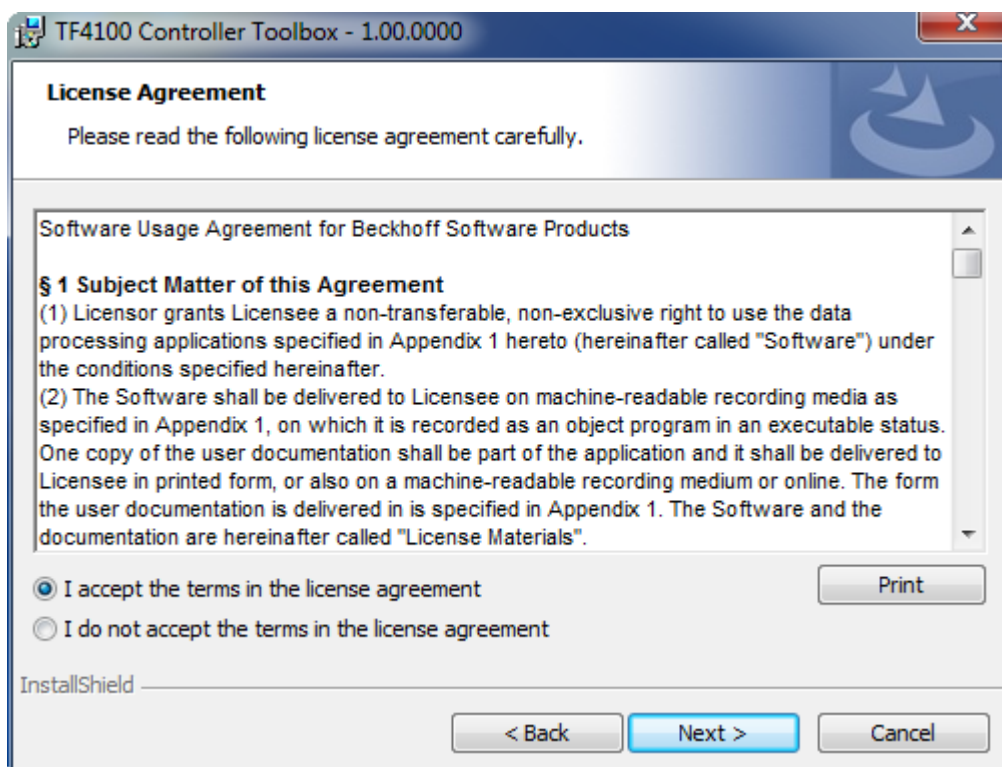 TF4100 Controller Toolbox - 1.00.0000
License Agreement
Please read the following license agreement carefully.
Software Usage Agreement for Beckhoff Software Products
§ 1 Subject Matter of this Agreement
(1) Licensor grants Licensee a non-transferable, non-exclusive right to use the data
processing applications specified in Appendix 1 hereto (hereinafter called "Software") under
the conditions specified hereinafter.
(2) The Software shall be delivered to Licensee on machine-readable recording media as
specified in Appendix 1, on which it is recorded as an object program in an executable status.
One copy of the user documentation shall be part of the application and it shall be delivered to
Licensee in printed form, or also on a machine-readable recording medium or online. The form
the user documentation is delivered in is specified in Appendix 1. The Software and the
documentation are hereinafter called "License Materials".
I accept the terms in the license agreement
Print
I do not accept the terms in the license agreement
InstallShield
< Back
Next >
Cancel